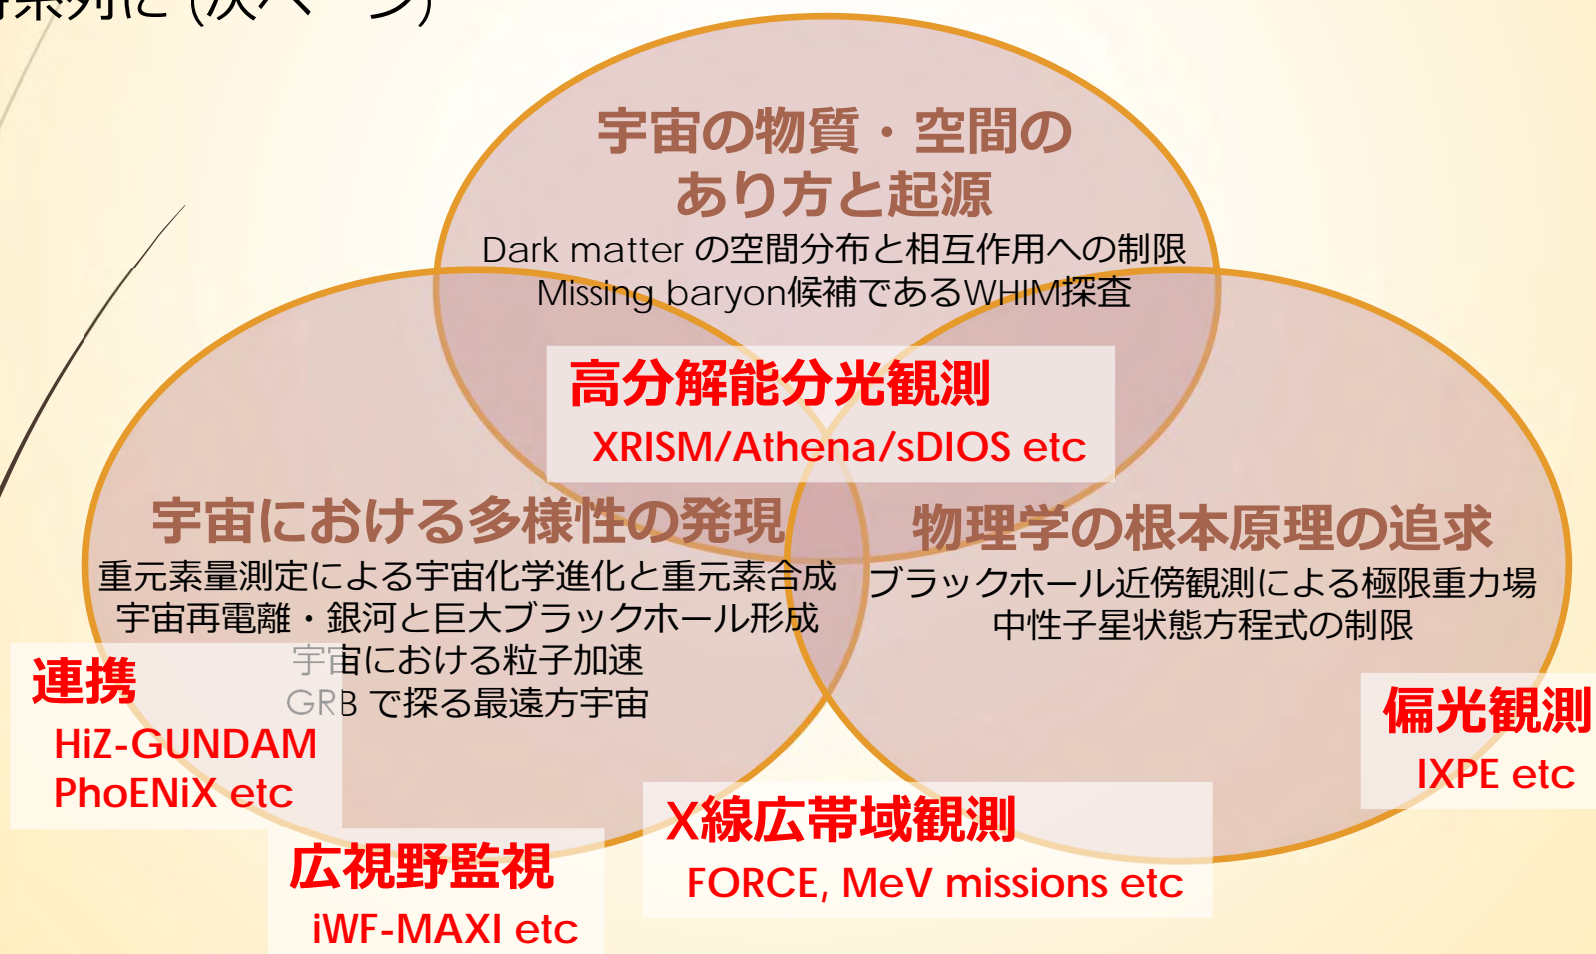 時系列に (次ページ)
宇宙の物質・空間の
あり方と起源
Dark matter の空間分布と相互作用への制限
Missing baryon候補であるWHIM探査
高分解能分光観測
XRISM/Athena/sDIOS etc
宇宙における多様性の発現
重元素量測定による宇宙化学進化と重元素合成
宇宙再電離・銀河と巨大ブラックホール形成
宇宙における粒子加速
GRB で探る最遠方宇宙
物理学の根本原理の追求
ブラックホール近傍観測による極限重力場
中性子星状態方程式の制限
連携
HiZ-GUNDAM
PhoENiX etc
偏光観測
IXPE etc
X線広帯域観測
FORCE, MeV missions etc
広視野監視
iWF-MAXI etc